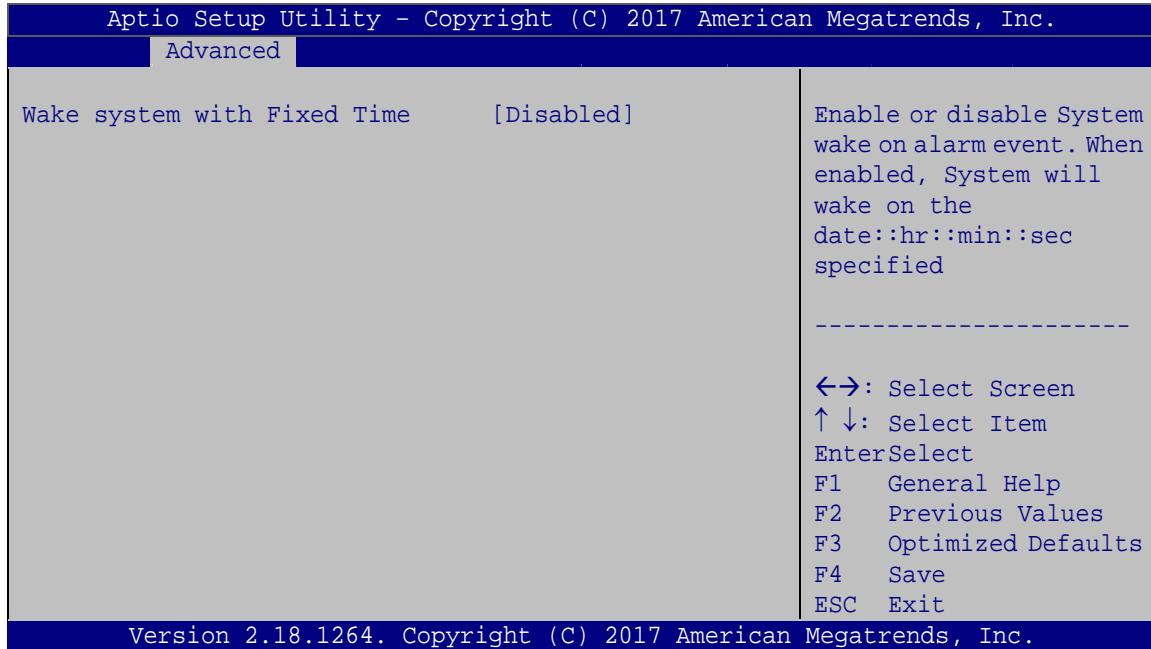 Aptio Setup Utility – Copyright (C) 2017 American Megatrends, Inc.
Advanced
Wake system with Fixed Time [Disabled]
Enable or disable System
wake on alarm event. When
enabled, System will
wake on the
date::hr::min::sec
specified
----------------------
←→: Select Screen
↑ ↓: Select Item
EnterSelect
F1 General Help
F2 Previous Values
F3 Optimized Defaults
F4 Save
ESC Exit
Version 2.18.1264. Copyright (C) 2017 American Megatrends, Inc.